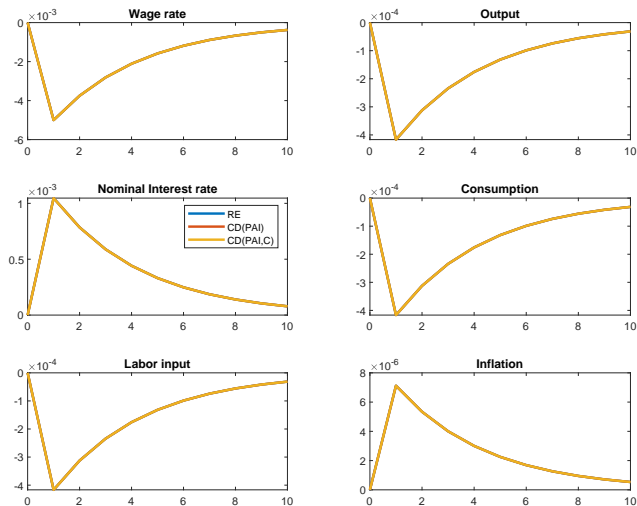 ×10⁻³ Wage rate
0
-2
-4
-6
0 2 4 6 8 10
×10⁻⁴ Output
0
-1
-2
-3
-4
0 2 4 6 8 10
×10⁻³ Nominal Interest rate
1
0.5
0
0 2 4 6 8 10
RE
CD(PAI)
CD(PAI,C)
×10⁻⁴ Consumption
0
-1
-2
-3
-4
0 2 4 6 8 10
×10⁻⁴ Labor input
0
-1
-2
-3
-4
0 2 4 6 8 10
×10⁻⁶ Inflation
8
6
4
2
0
0 2 4 6 8 10